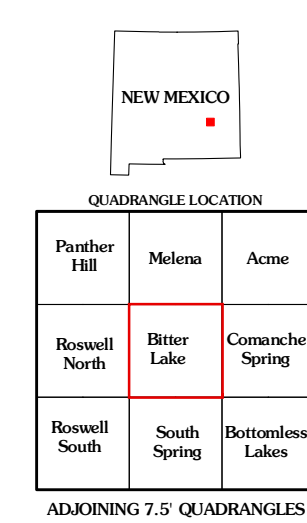 NEW MEXICO
QUADRANGLE LOCATION
Panther
Hill
Melena
Acme
Roswell
North
Bitter
Lake
Comanche
Spring
Roswell
South
South
Spring
Bottomless
Lakes
ADJOINING 7.5' QUADRANGLES